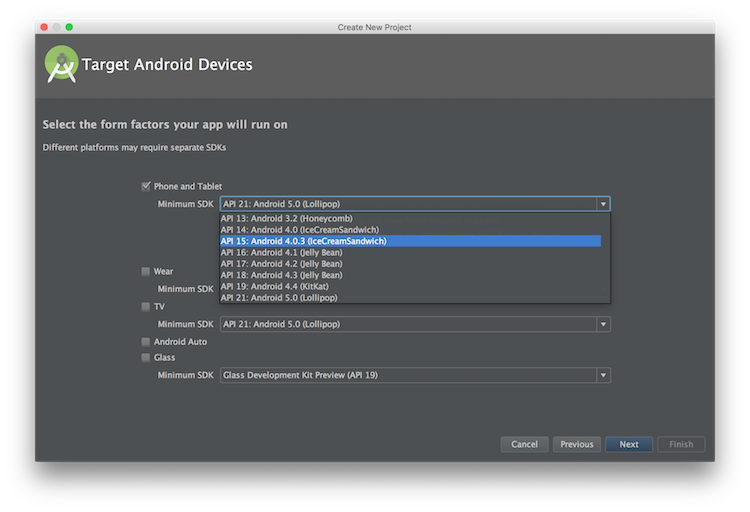 Create New Project
Target Android Devices
Select the form factors your app will run on
Different platforms may require separate SDKs
Phone and Tablet
Minimum SDK API 21: Android 5.0 (Lollipop)
API 13: Android 3.2 (Honeycomb)
API 14: Android 4.0 (IceCreamSandwich)
API 15: Android 4.0.3 (IceCreamSandwich)
API 16: Android 4.1 (Jelly Bean)
API 17: Android 4.2 (Jelly Bean)
API 18: Android 4.3 (Jelly Bean)
API 19: Android 4.4 (KitKat)
API 21: Android 5.0 (Lollipop)
Wear
Minimum SDK
TV
Minimum SDK API 21: Android 5.0 (Lollipop)
Android Auto
Glass
Minimum SDK Glass Development Kit Preview (API 19)
Cancel Previous Next Finish